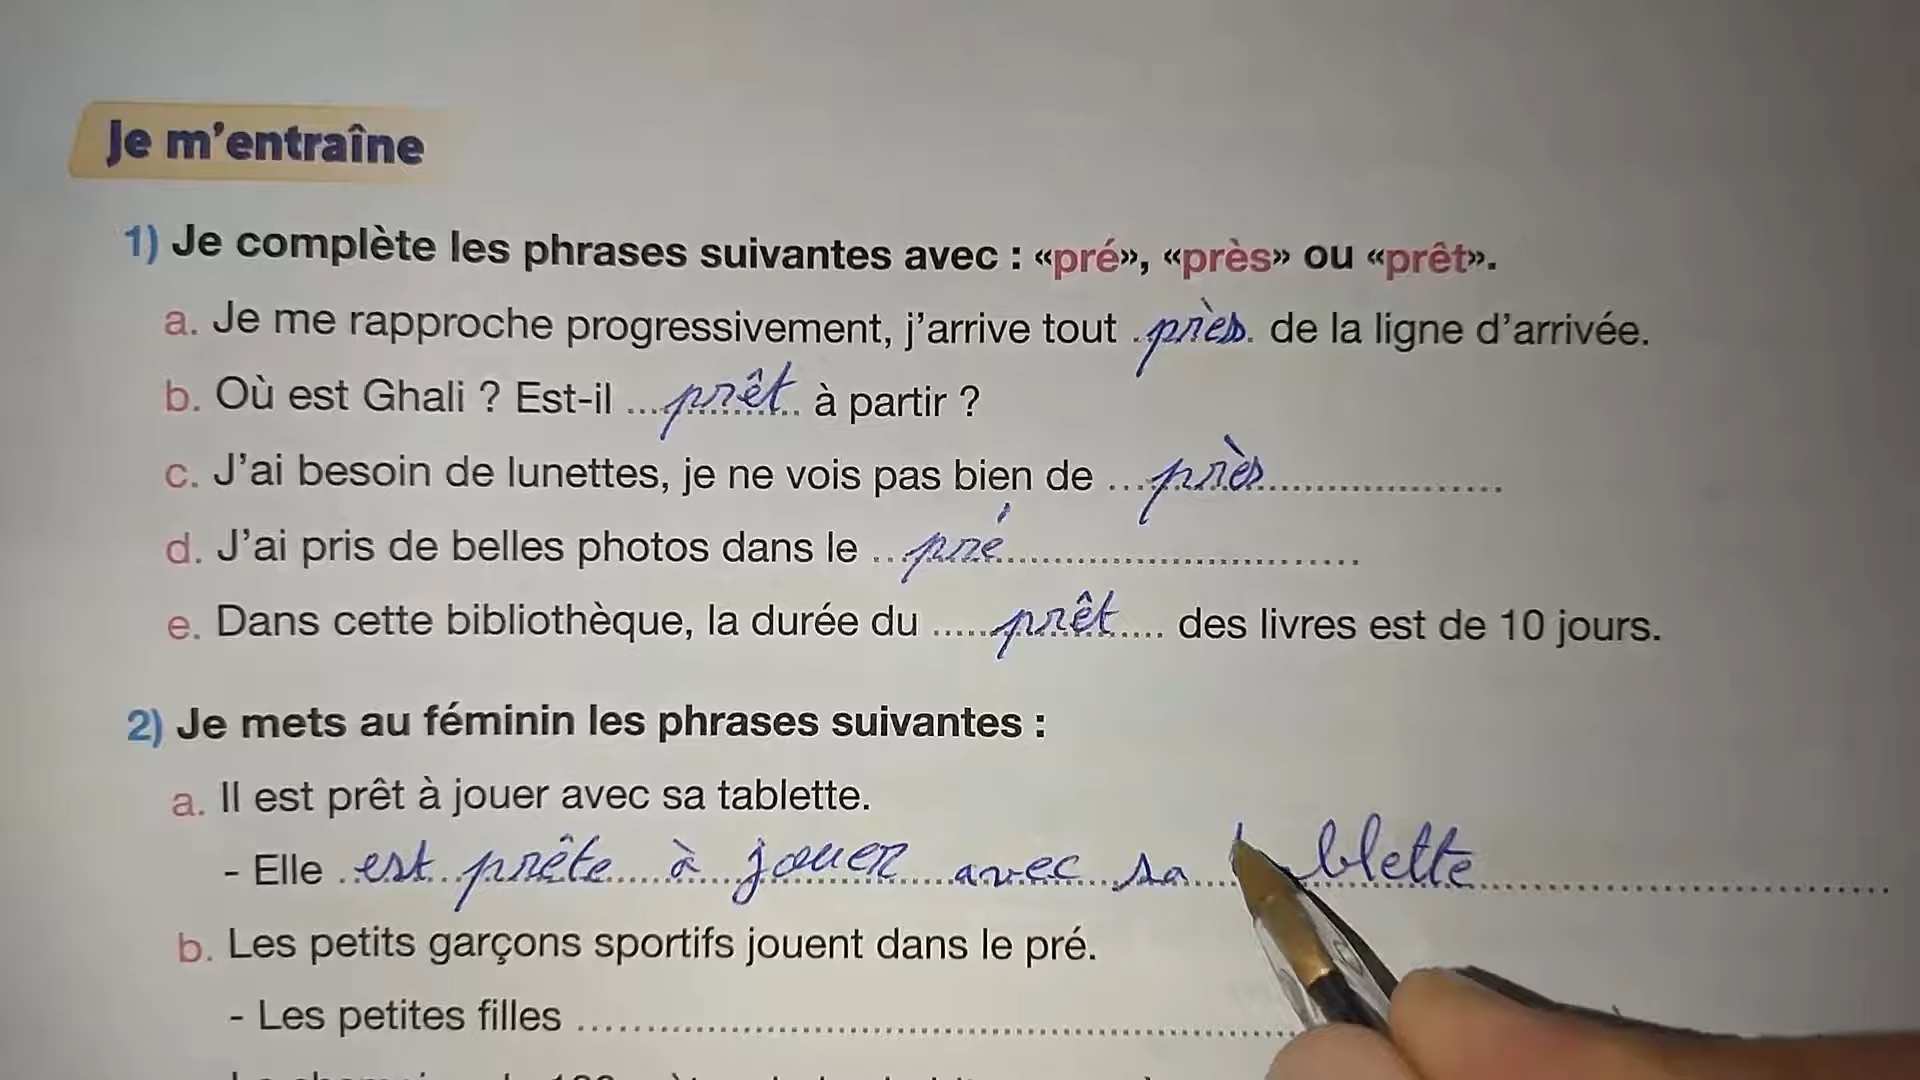 Je m'entraîne
1) Je complète les phrases suivantes avec : «pré», «près» ou «prêt».
a. Je me rapproche progressivement, j'arrive tout près de la ligne d'arrivée.
b. Où est Ghali ? Est-il prêt à partir ?
c. J'ai besoin de lunettes, je ne vois pas bien de près
d. J'ai pris de belles photos dans le pré
e. Dans cette bibliothèque, la durée du prêt des livres est de 10 jours.
2) Je mets au féminin les phrases suivantes :
a. Il est prêt à jouer avec sa tablette.
- Elle est prête à jouer avec sa
b. Les petits garçons sportifs jouent dans le pré.
- Les petites filles